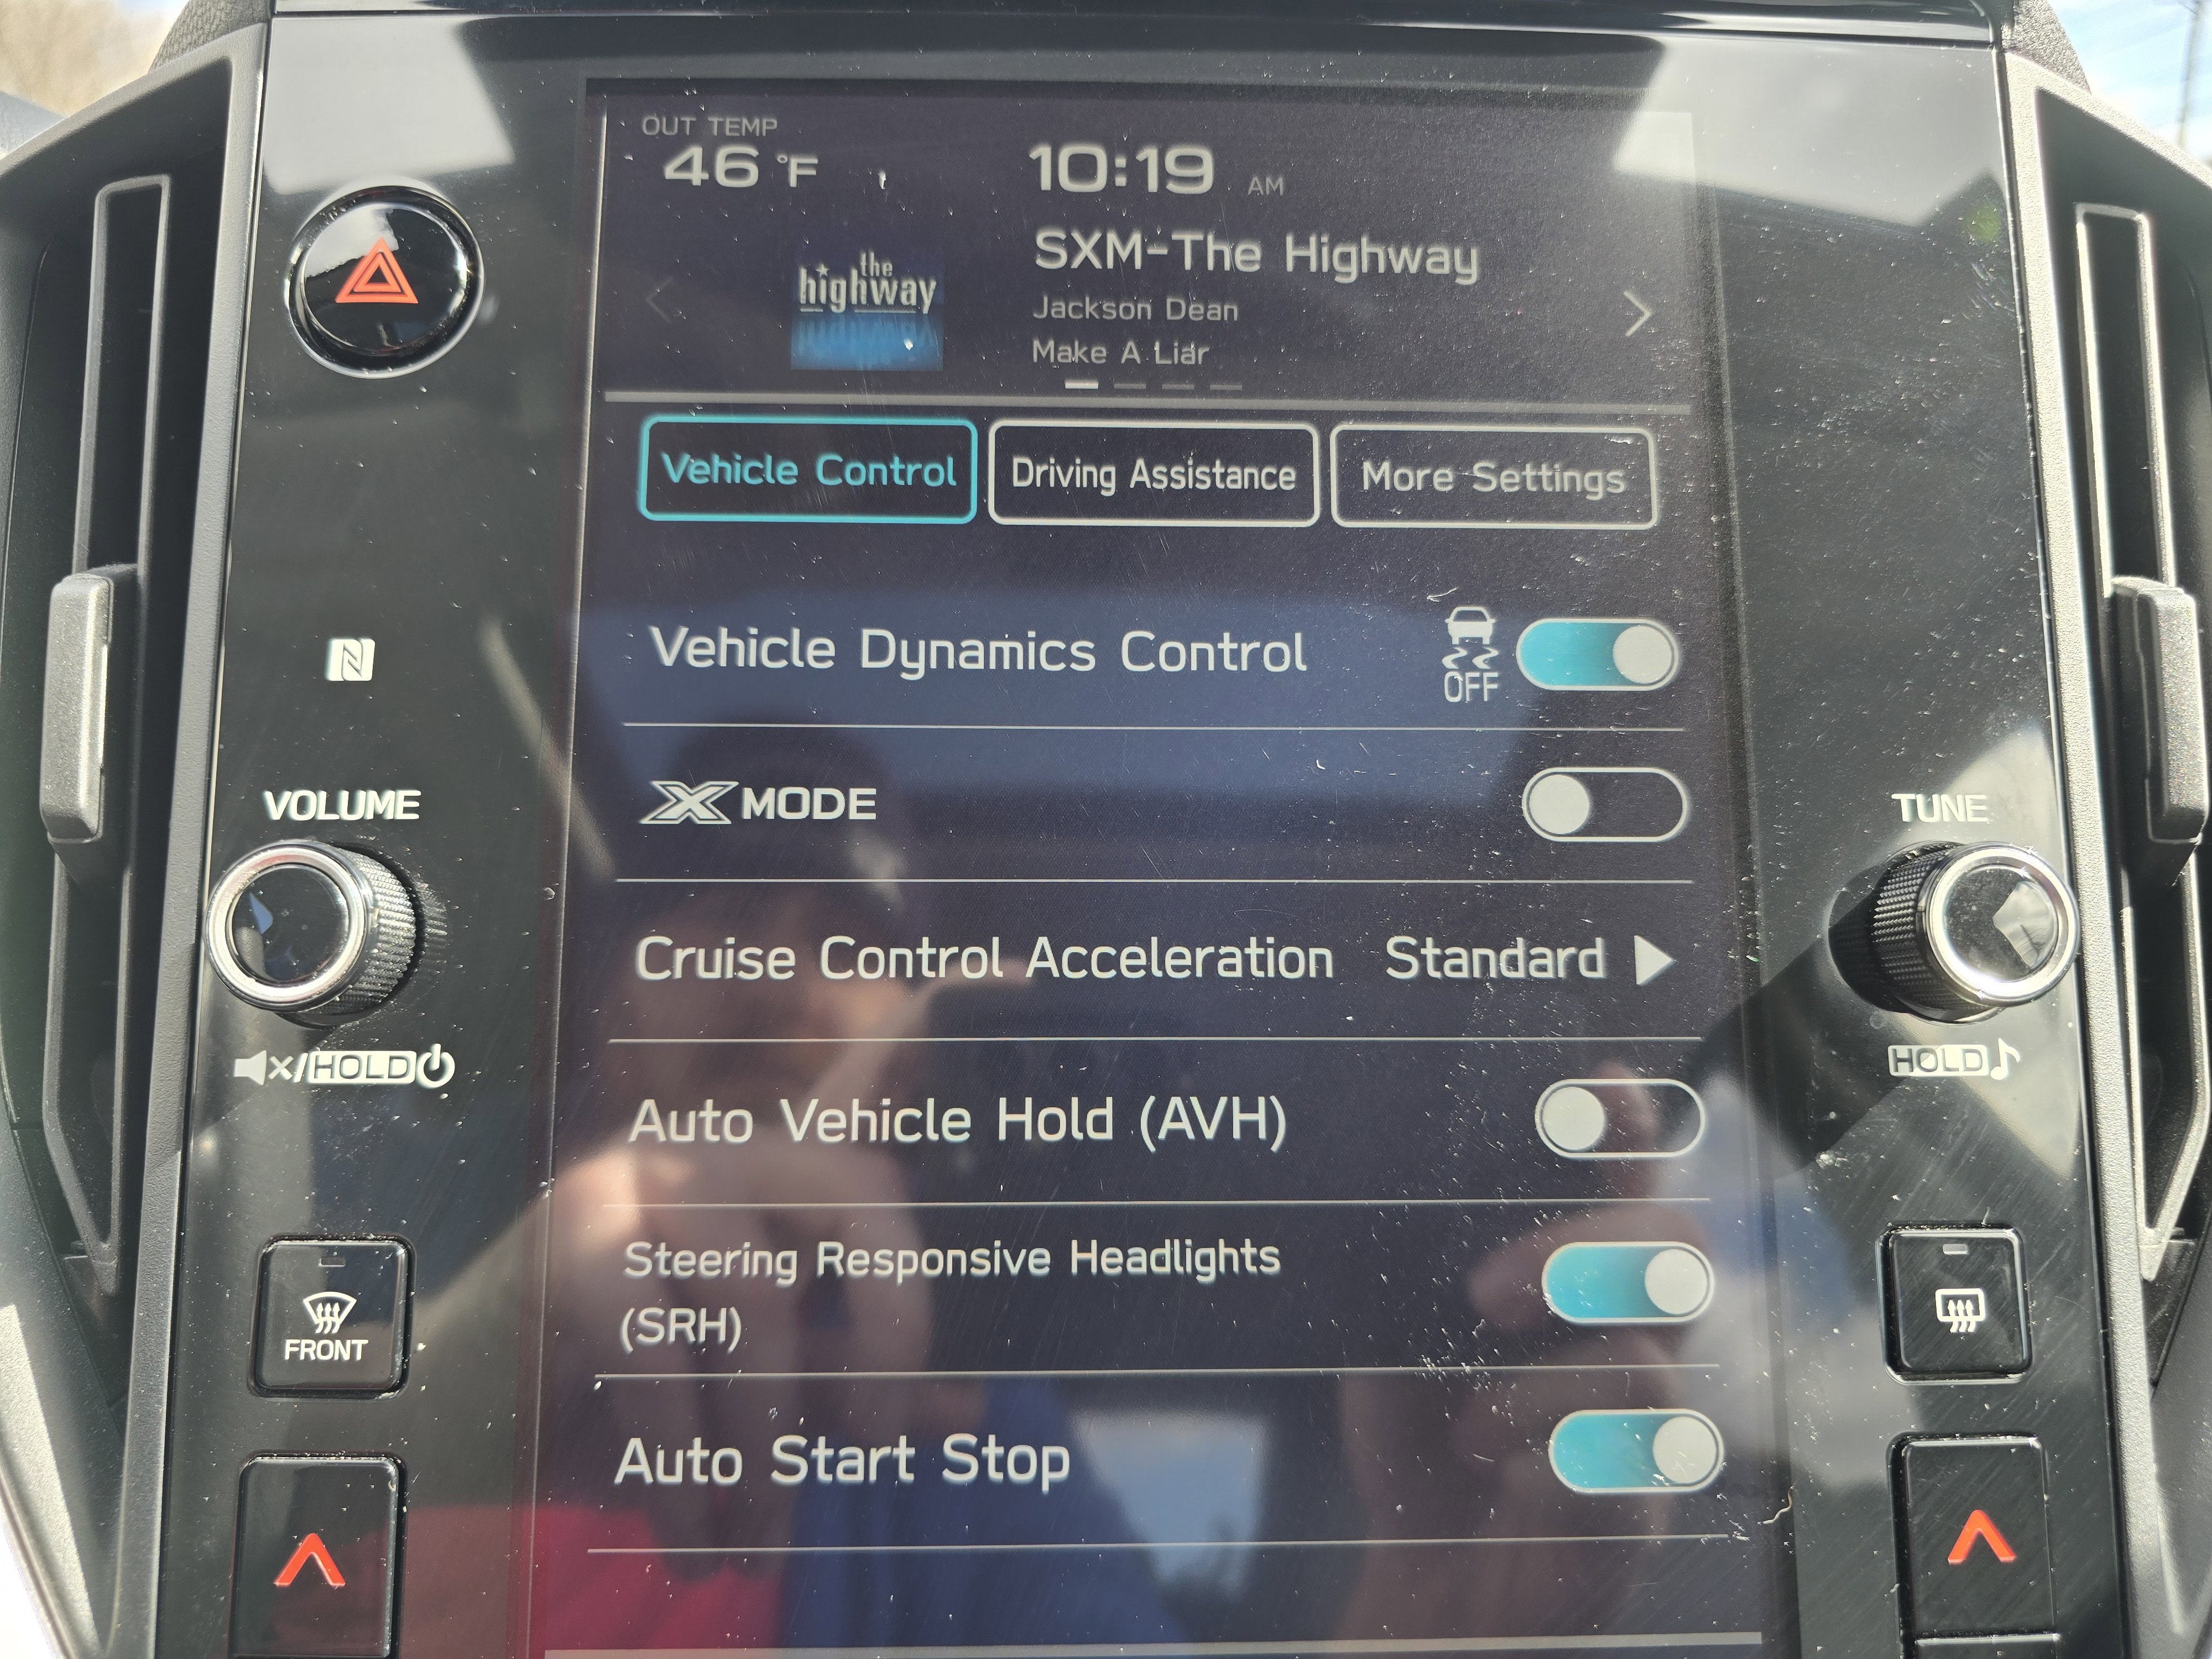 OUT TEMP
46 °F
10:19 AM
the
highway
SXM-The Highway
Jackson Dean
Make A Liar
Vehicle Control
Driving Assistance
More Settings
Vehicle Dynamics Control
OFF
X MODE
Cruise Control Acceleration Standard
Auto Vehicle Hold (AVH)
Steering Responsive Headlights
(SRH)
Auto Start Stop
VOLUME
/HOLD
FRONT
TUNE
HOLD